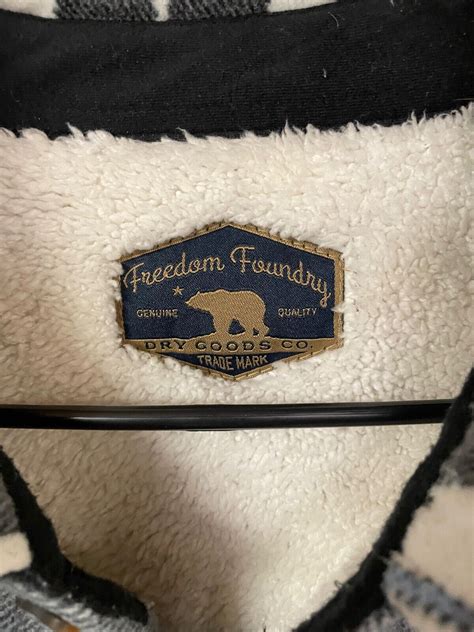 Freedom Foundry
GENUINE QUALITY
DRY GOODS CO.
TRADE MARK